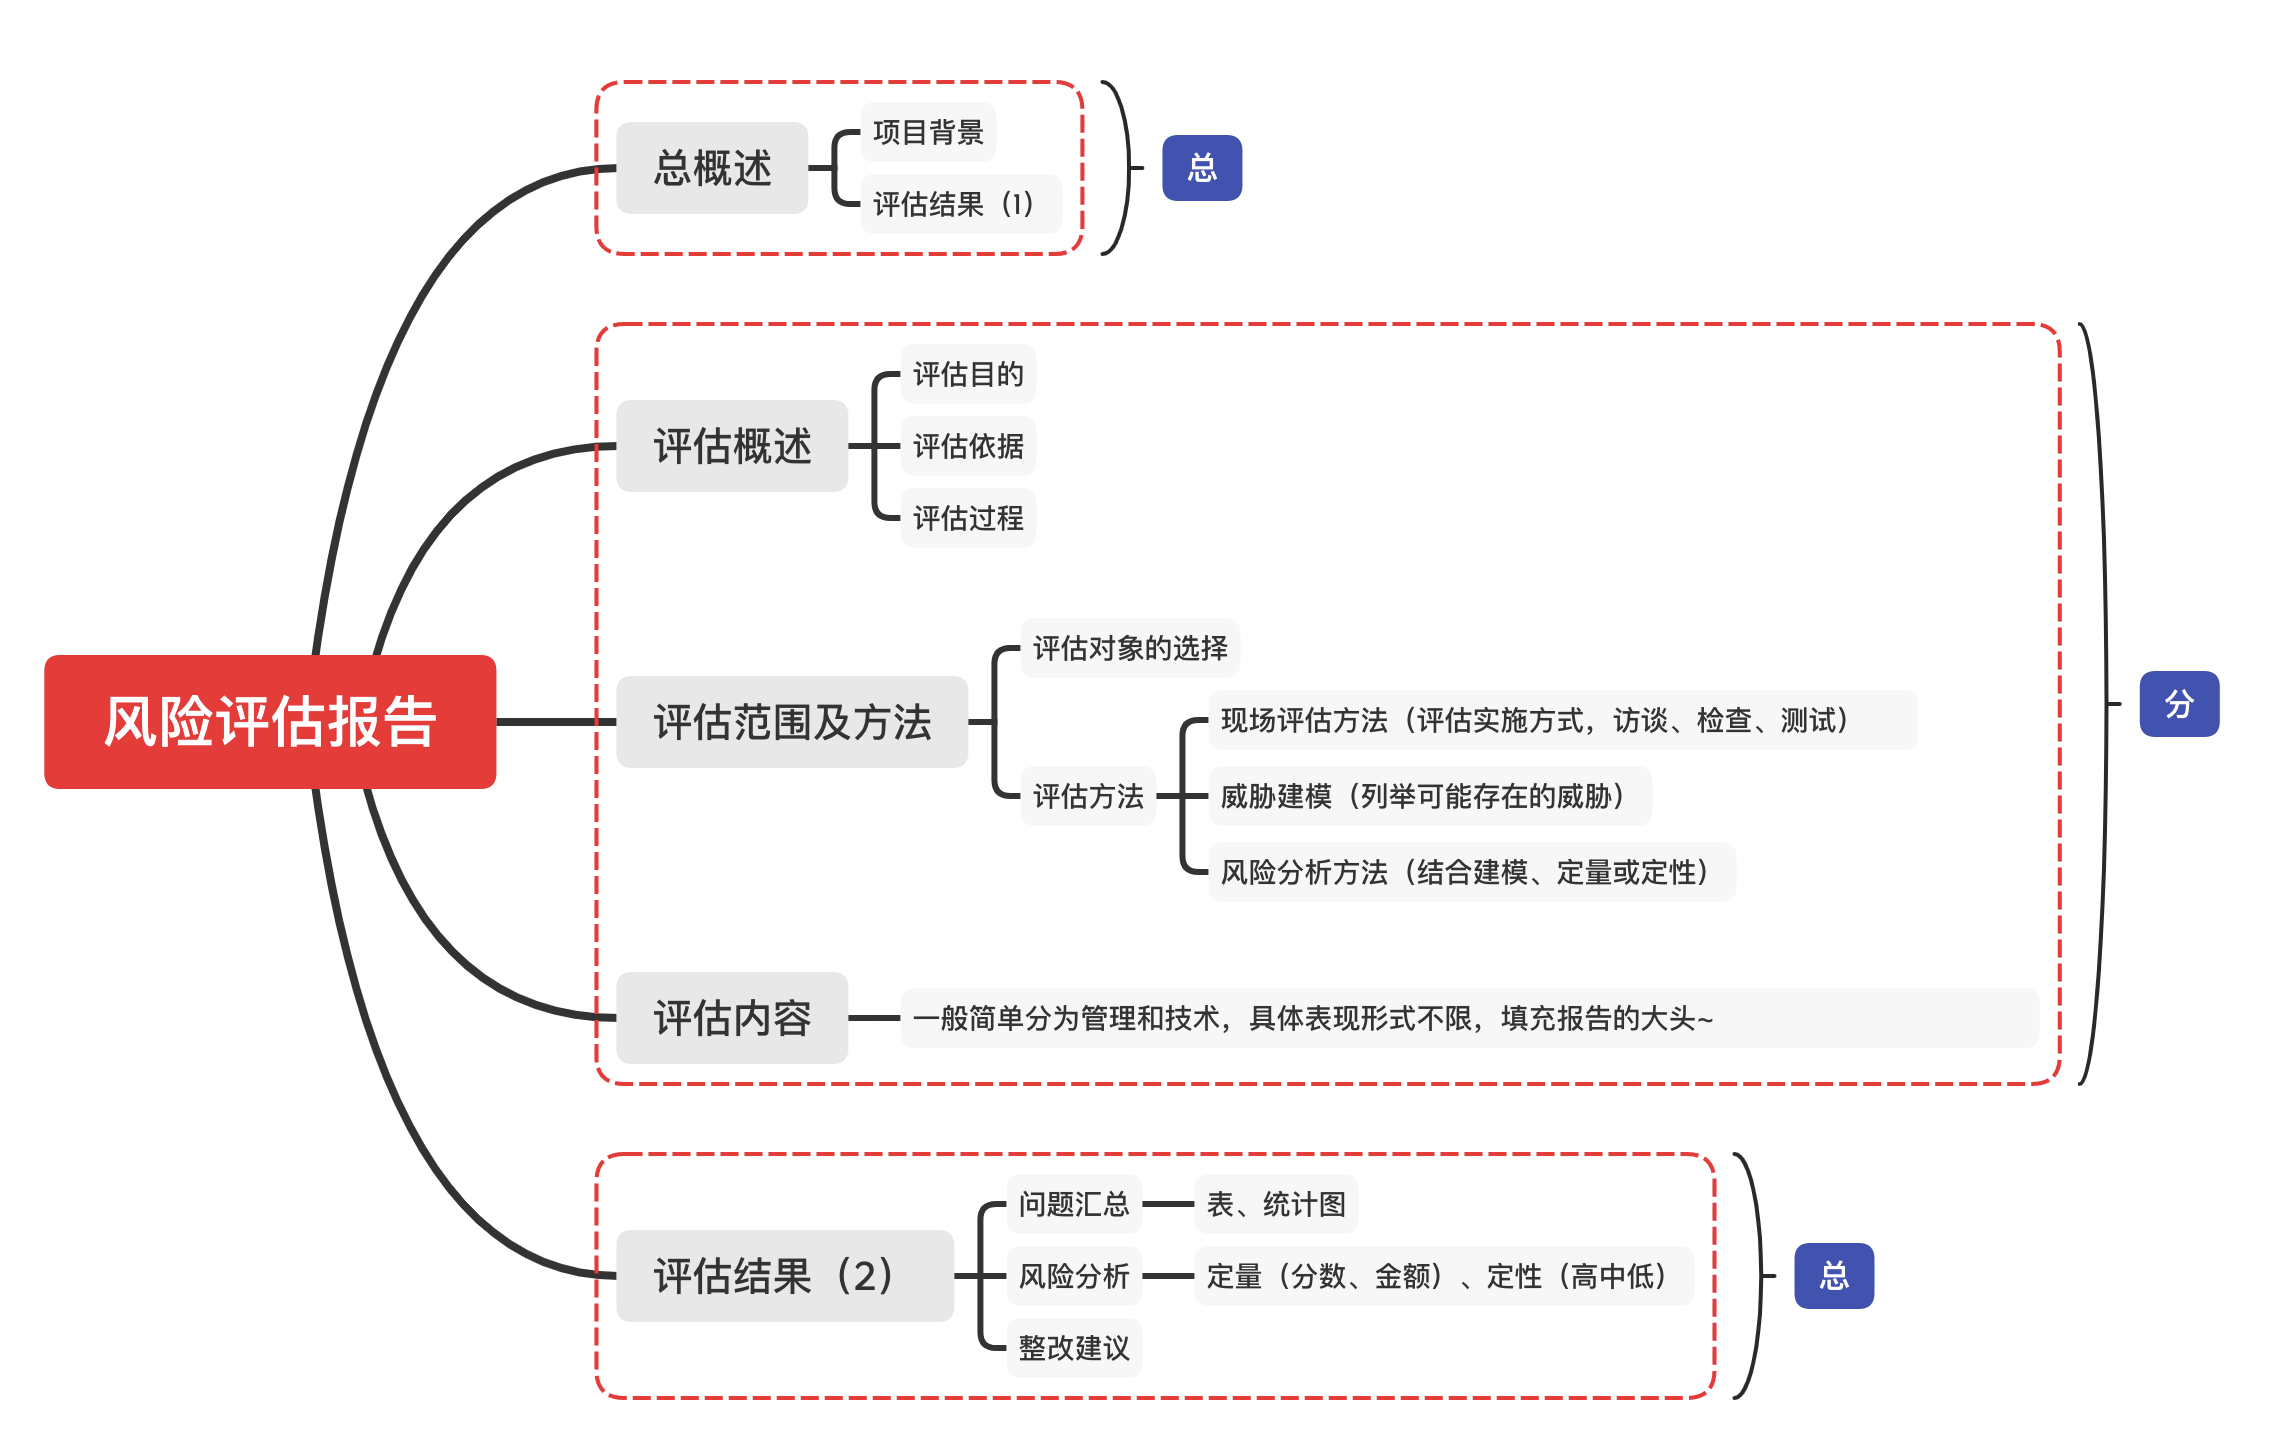 风险评估报告
总概述
项目背景
评估结果（1）
总
评估概述
评估目的
评估依据
评估过程
评估范围及方法
评估对象的选择
评估方法
现场评估方法（评估实施方式，访谈、检查、测试）
威胁建模（列举可能存在的威胁）
风险分析方法（结合建模、定量或定性）
评估内容
一般简单分为管理和技术，具体表现形式不限，填充报告的大头~
分
评估结果（2）
问题汇总
表、统计图
风险分析
定量（分数、金额）、定性（高中低）
整改建议
总